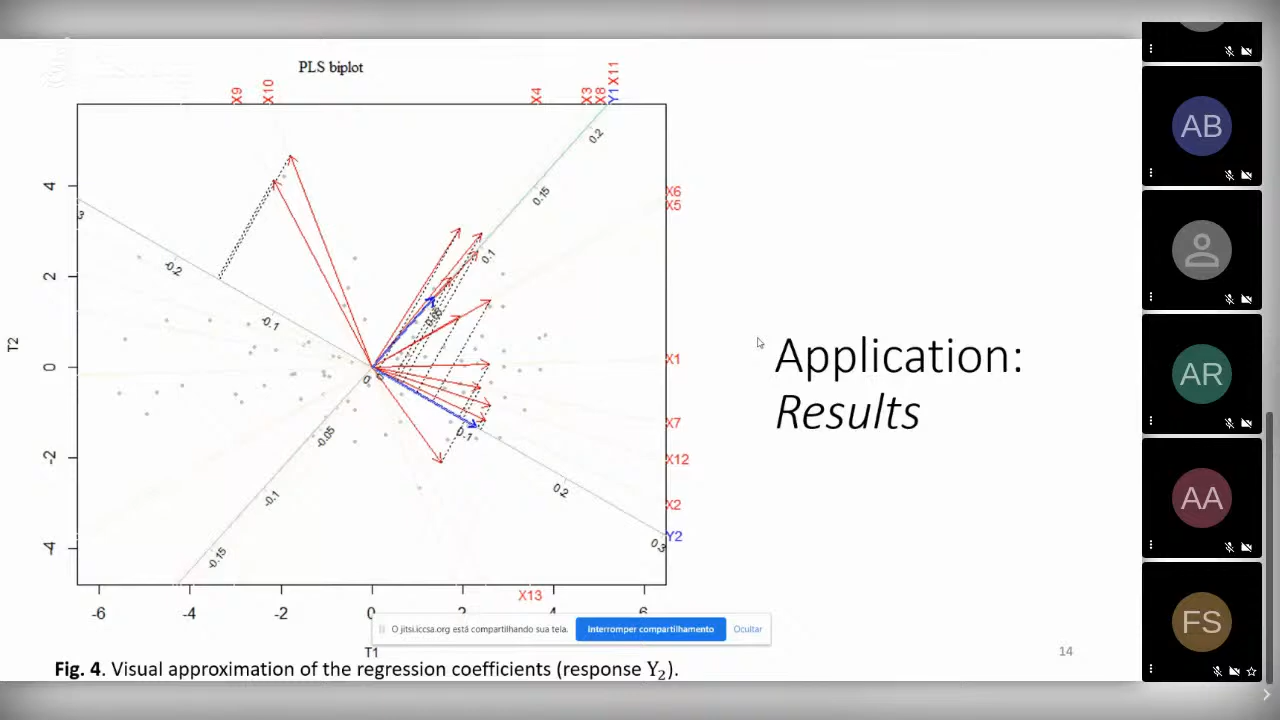 PLS biplot
X9
X10
X4
X3
X8
Y1
X11
0.2
0.15
0.1
0.05
0
-0.05
-0.1
-0.15
3
-0.2
-0.1
0.1
0.2
0.3
X6
X5
X1
X7
X12
X2
Y2
X13
4
2
0
-2
-4
T2
-6
-4
-2
0
2
4
6
T1
Application:
Results
O jitsi.iccsa.org está compartilhando sua tela.
Interromper compartilhamento
Ocultar
14
Fig. 4. Visual approximation of the regression coefficients (response Y₂).
AB
AR
AA
FS